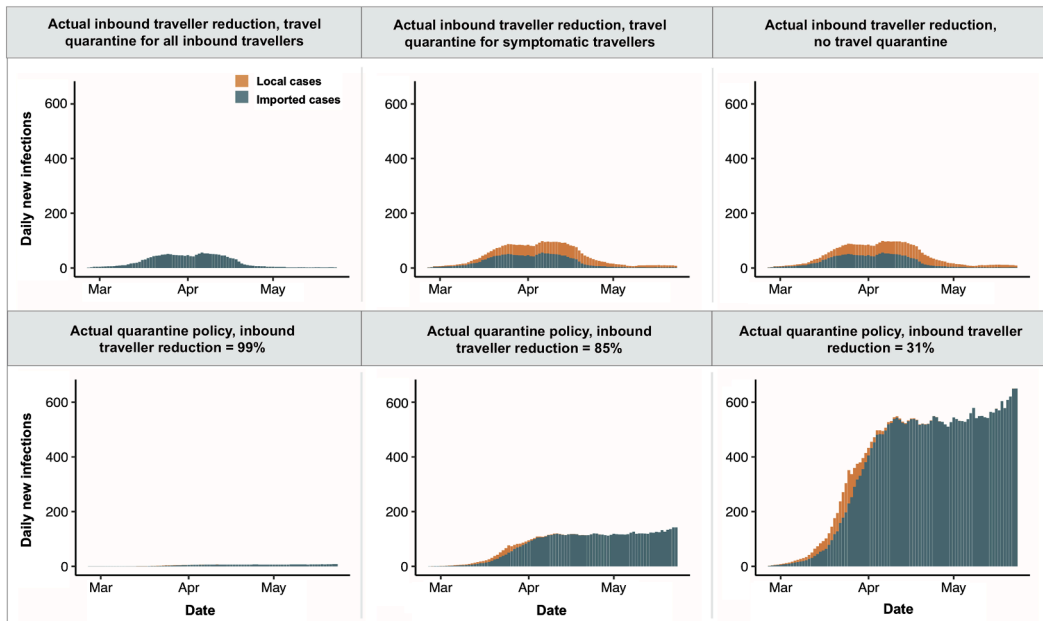 Actual inbound traveller reduction, travel
quarantine for all inbound travellers
Actual inbound traveller reduction, travel
quarantine for symptomatic travellers
Actual inbound traveller reduction,
no travel quarantine
Local cases
Imported cases
Daily new infections
600
400
200
0
Mar
Apr
May
600
400
200
0
Mar
Apr
May
600
400
200
0
Mar
Apr
May
Actual quarantine policy, inbound
traveller reduction = 99%
Actual quarantine policy, inbound
traveller reduction = 85%
Actual quarantine policy, inbound traveller
reduction = 31%
Daily new infections
600
400
200
0
Mar
Apr
May
Date
600
400
200
0
Mar
Apr
May
Date
600
400
200
0
Mar
Apr
May
Date